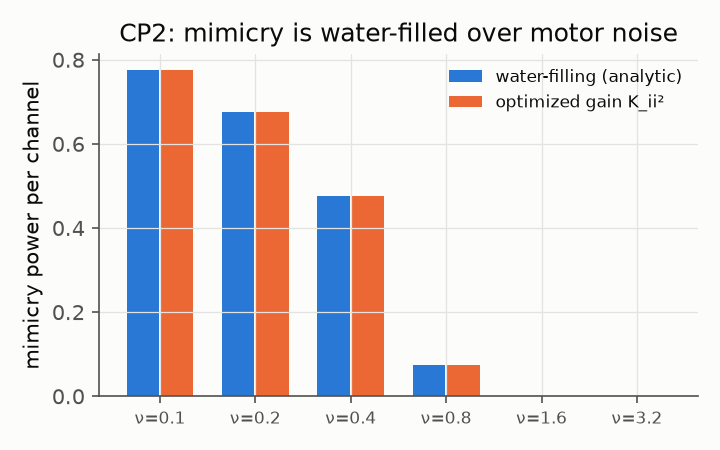 CP2: mimicry is water-filled over motor noise
water-filling (analytic)
optimized gain K_ii²
mimicry power per channel
0.8
0.6
0.4
0.2
0.0
ν=0.1 ν=0.2 ν=0.4 ν=0.8 ν=1.6 ν=3.2